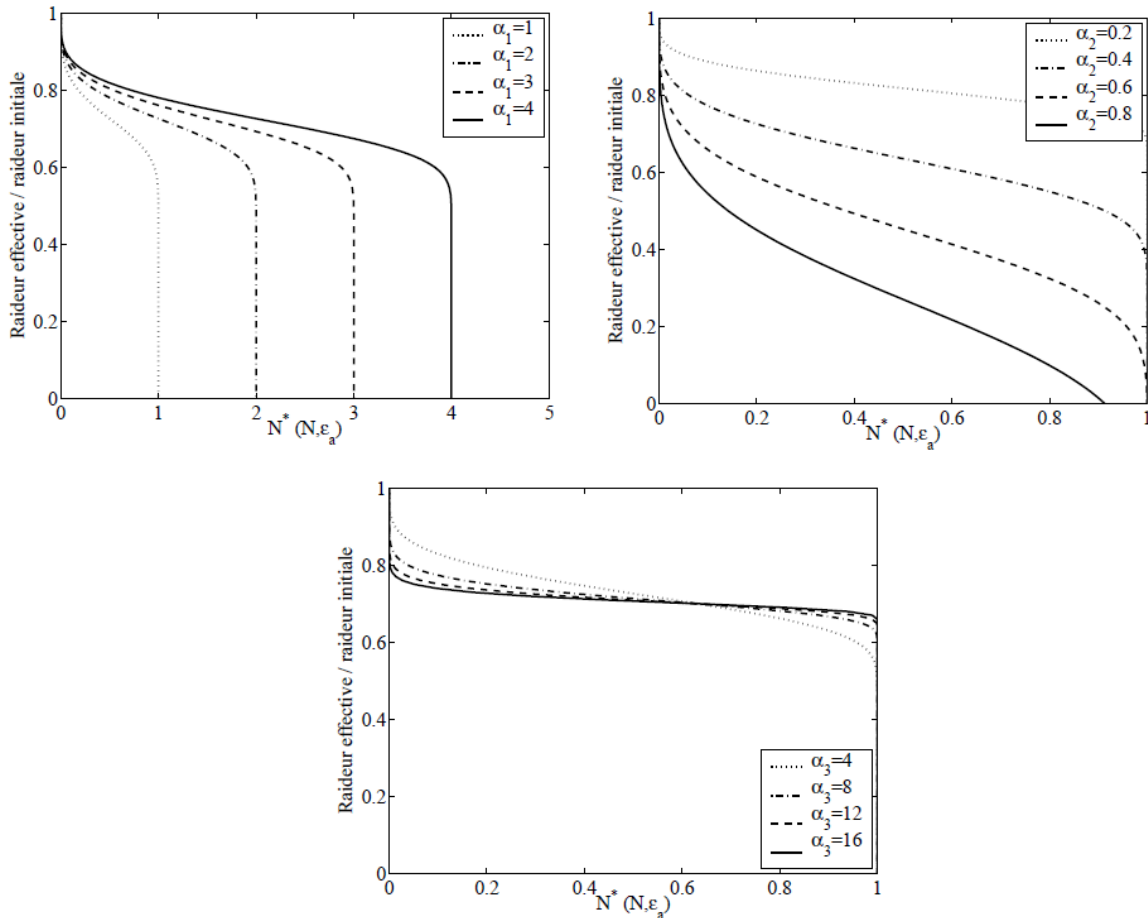 1
0.8
0.6
0.4
0.2
0
0
1
2
3
4
5
Raideur effective / raideur initiale
N* (N,εa)
α1=1
α1=2
α1=3
α1=4
1
0.8
0.6
0.4
0.2
0
0
0.2
0.4
0.6
0.8
1
Raideur effective / raideur initiale
N* (N,εa)
α2=0.2
α2=0.4
α2=0.6
α2=0.8
1
0.8
0.6
0.4
0.2
0
0
0.2
0.4
0.6
0.8
1
Raideur effective / raideur initiale
N* (N,εa)
α3=4
α3=8
α3=12
α3=16